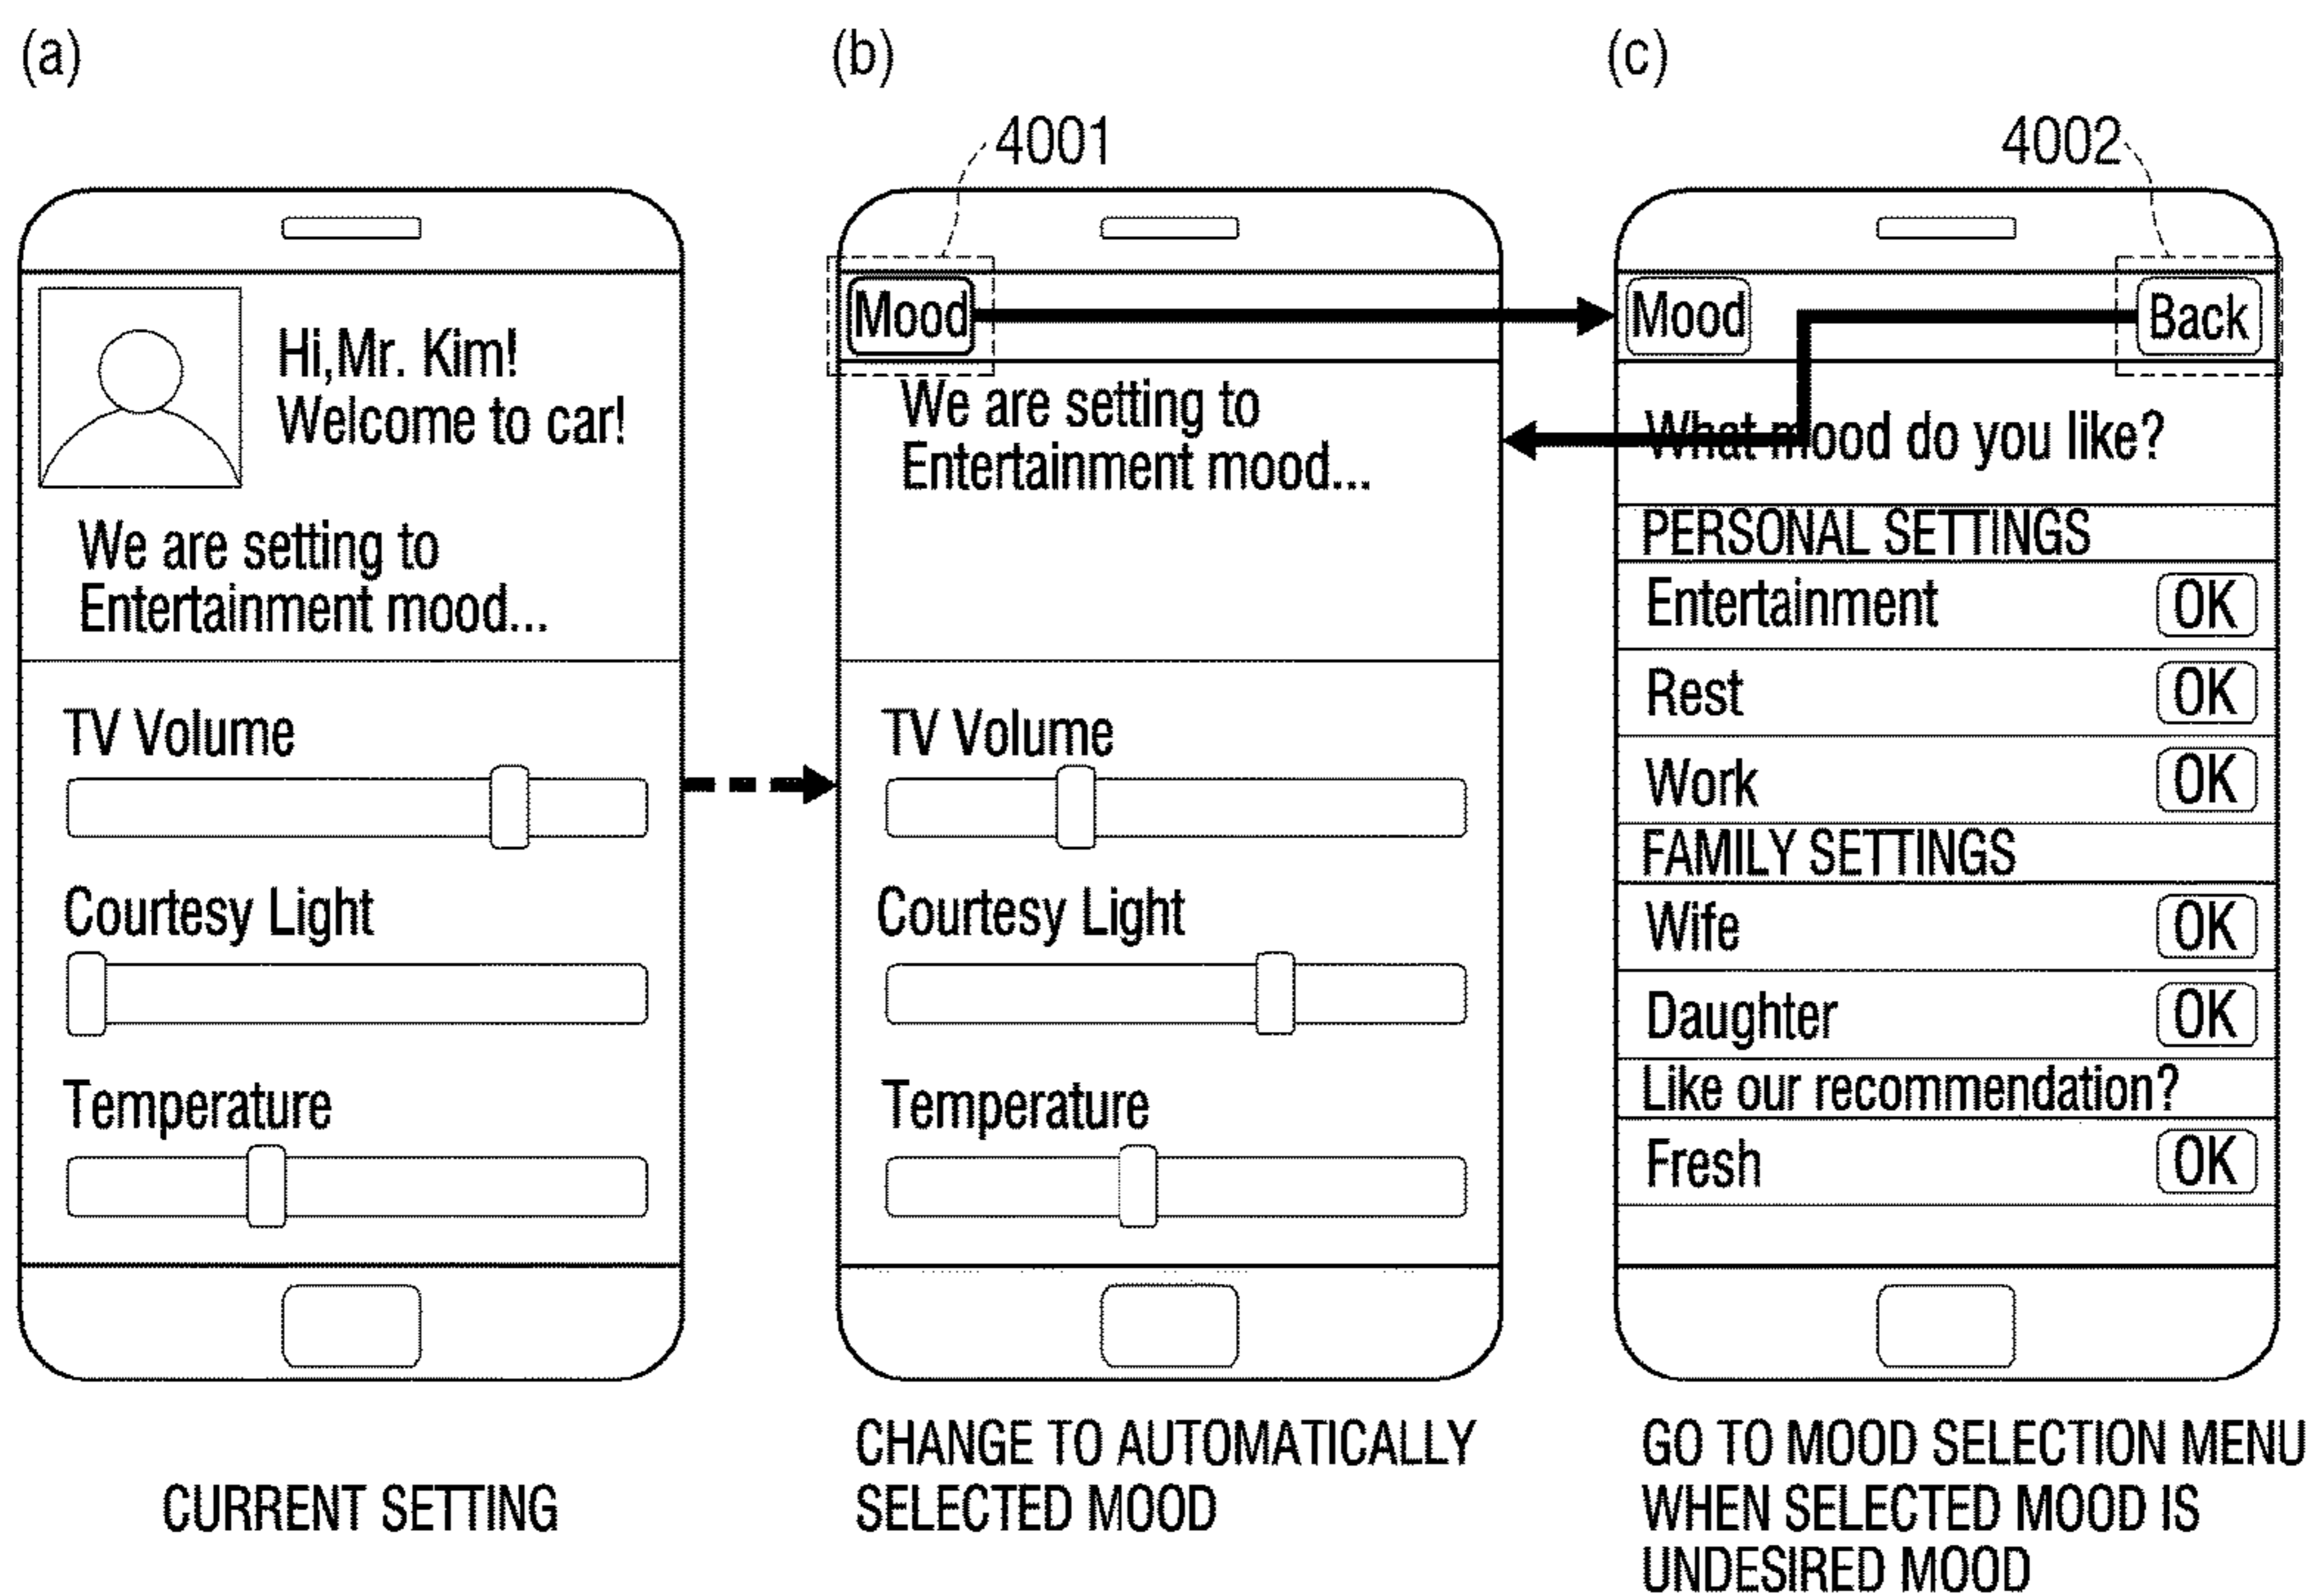 (a)
(b)
(c)
4001
4002
Hi,Mr. Kim!
Welcome to car!
We are setting to
Entertainment mood...
TV Volume
Courtesy Light
Temperature
CURRENT SETTING
Mood
We are setting to
Entertainment mood...
TV Volume
Courtesy Light
Temperature
CHANGE TO AUTOMATICALLY
SELECTED MOOD
Mood Back
What mood do you like?
PERSONAL SETTINGS
Entertainment OK
Rest OK
Work OK
FAMILY SETTINGS
Wife OK
Daughter OK
Like our recommendation?
Fresh OK
GO TO MOOD SELECTION MENU
WHEN SELECTED MOOD IS
UNDESIRED MOOD